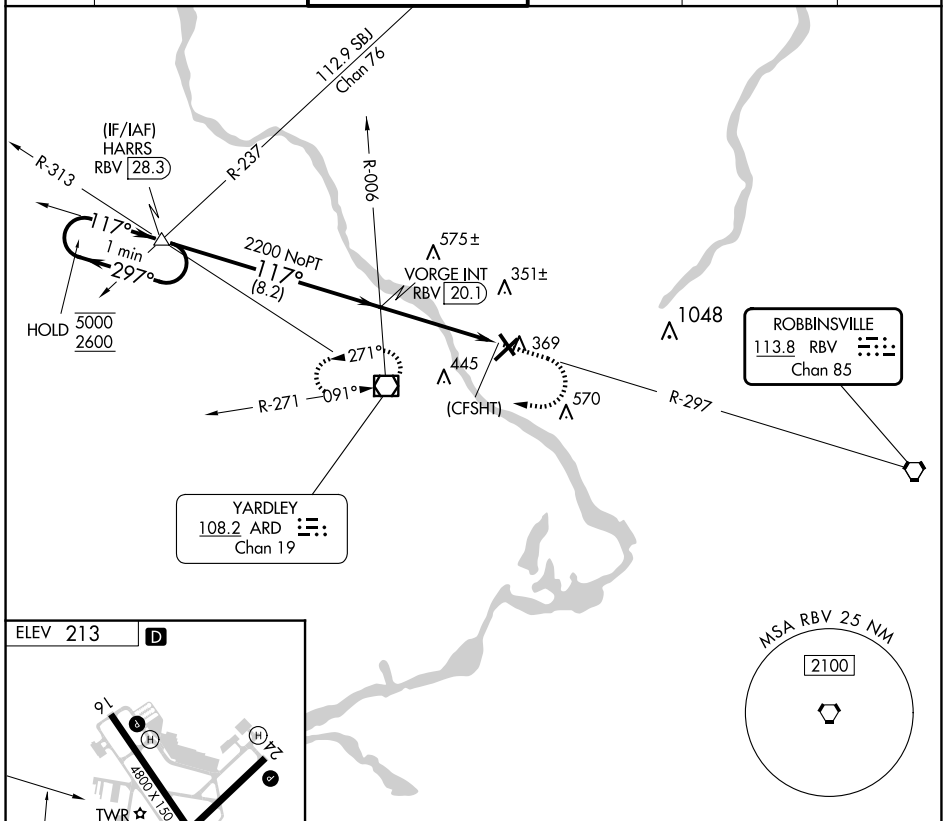 112.9 SBJ
Chan 76
(IF/IAF)
HARRS
RBV 28.3
R-313
R-237
R-006
117°
1 min
297°
HOLD 5000
2600
2200 NoPT
117°
(8.2)
575±
VORGE INT
RBV 20.1
351±
1048
ROBBINSVILLE
113.8 RBV
Chan 85
369
445
271°
R-271
091°
(CFSHT)
570
R-297
YARDLEY
108.2 ARD
Chan 19
ELEV 213
D
MSA RBV 25 NM
2100
16
P
H
H
24
P
4800 X 150
TWR